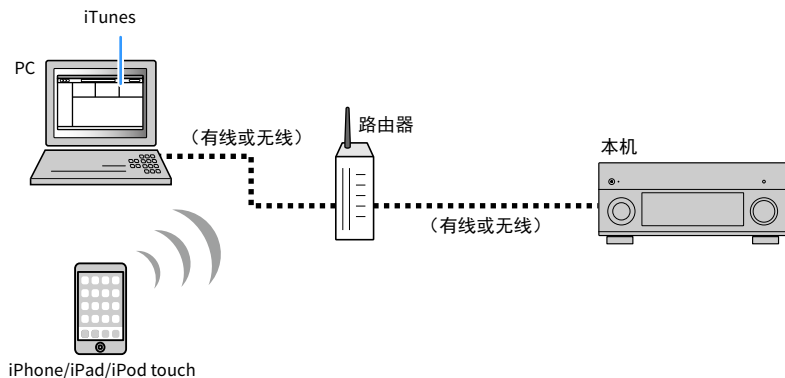 iTunes
PC
（有线或无线）
路由器
本机
（有线或无线）
iPhone/iPad/iPod touch